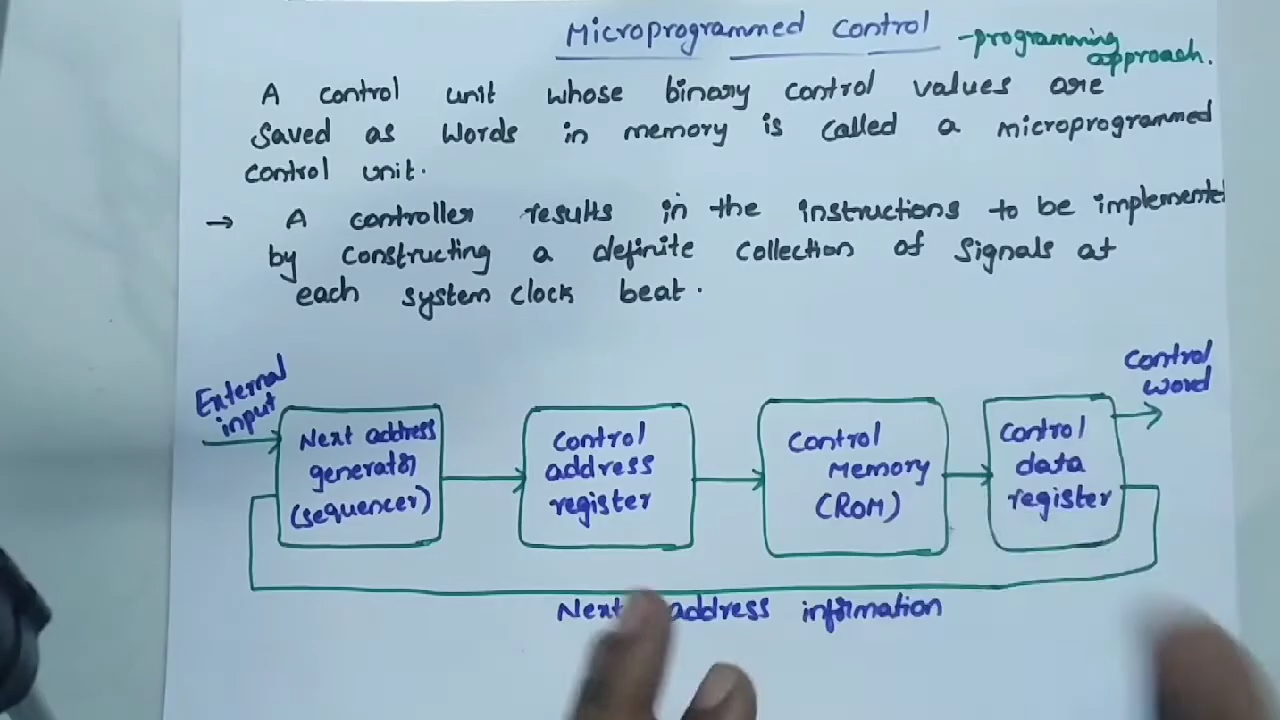 Microprogrammed Control
-programming
approach.
A control unit whose binary control values are
saved as words in memory is called a microprogrammed
control unit.
→ A controller results in the instructions to be implemented
by constructing a definite collection of signals at
each system clock beat.
External
input
Next address
generator
(sequencer)
Control
address
register
Control
Memory
(ROM)
Control
data
register
Control
word
Next address information